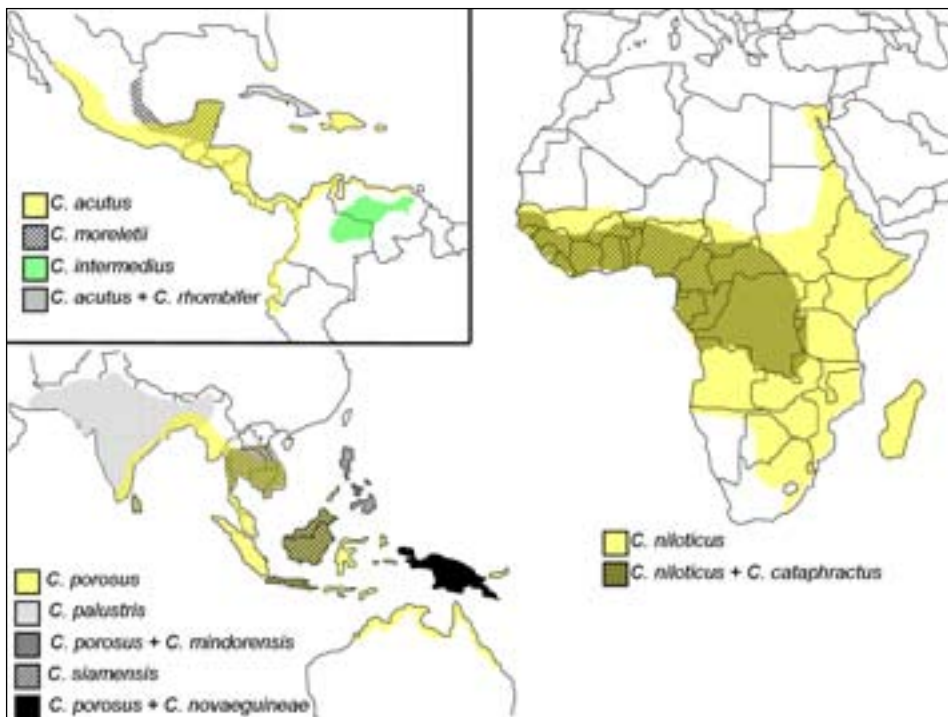 C. acutus
C. moreletii
C. intermedius
C. acutus + C. rhombifer
C. porosus
C. palustris
C. porosus + C. mindorensis
C. siamensis
C. porosus + C. novaeguineae
C. niloticus
C. niloticus + C. cataphractus